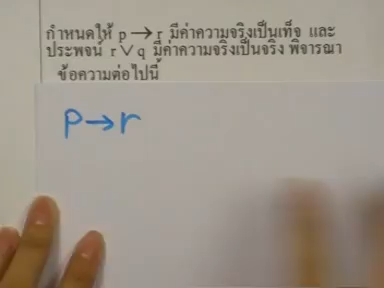 กำหนดให้ p → r มีค่าความจริงเป็นเท็จ และ
ประพจน์ r ∨ q มีค่าความจริงเป็นจริง พิจารณา
ข้อความต่อไปนี้
p→r